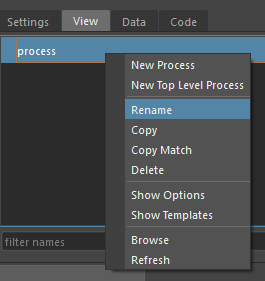 Settings View Data Code
process
New Process
New Top Level Process
Rename
Copy
Copy Match
Delete
Show Options
Show Templates
Browse
Refresh
filter names